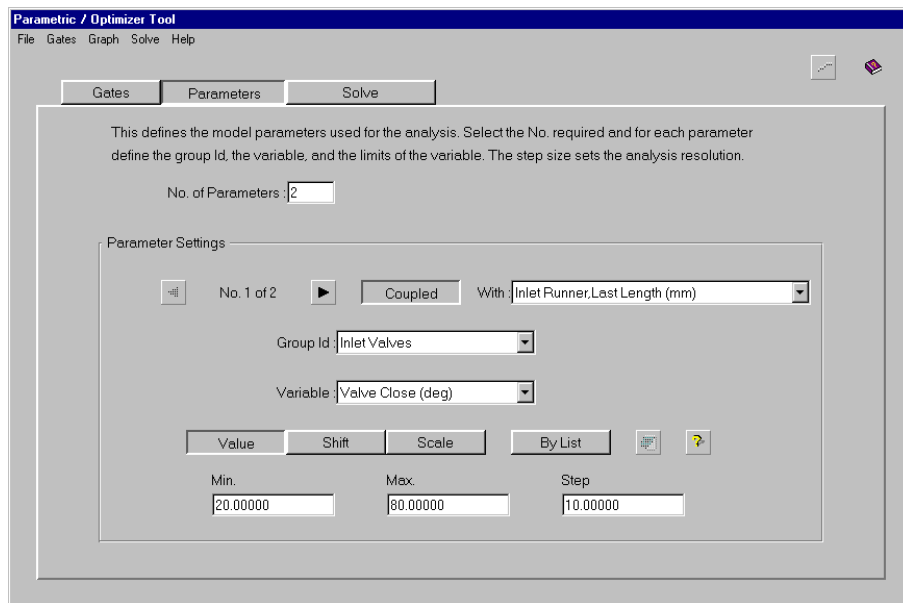 Parametric / Optimizer Tool
File Gates Graph Solve Help
Gates Parameters Solve
This defines the model parameters used for the analysis. Select the No. required and for each parameter
define the group Id, the variable, and the limits of the variable. The step size sets the analysis resolution.
No. of Parameters : 2
Parameter Settings
No. 1 of 2 Coupled With : Inlet Runner,Last Length (mm)
Group Id : Inlet Valves
Variable : Valve Close (deg)
Value Shift Scale By List
Min. Max. Step
20.00000 80.00000 10.00000